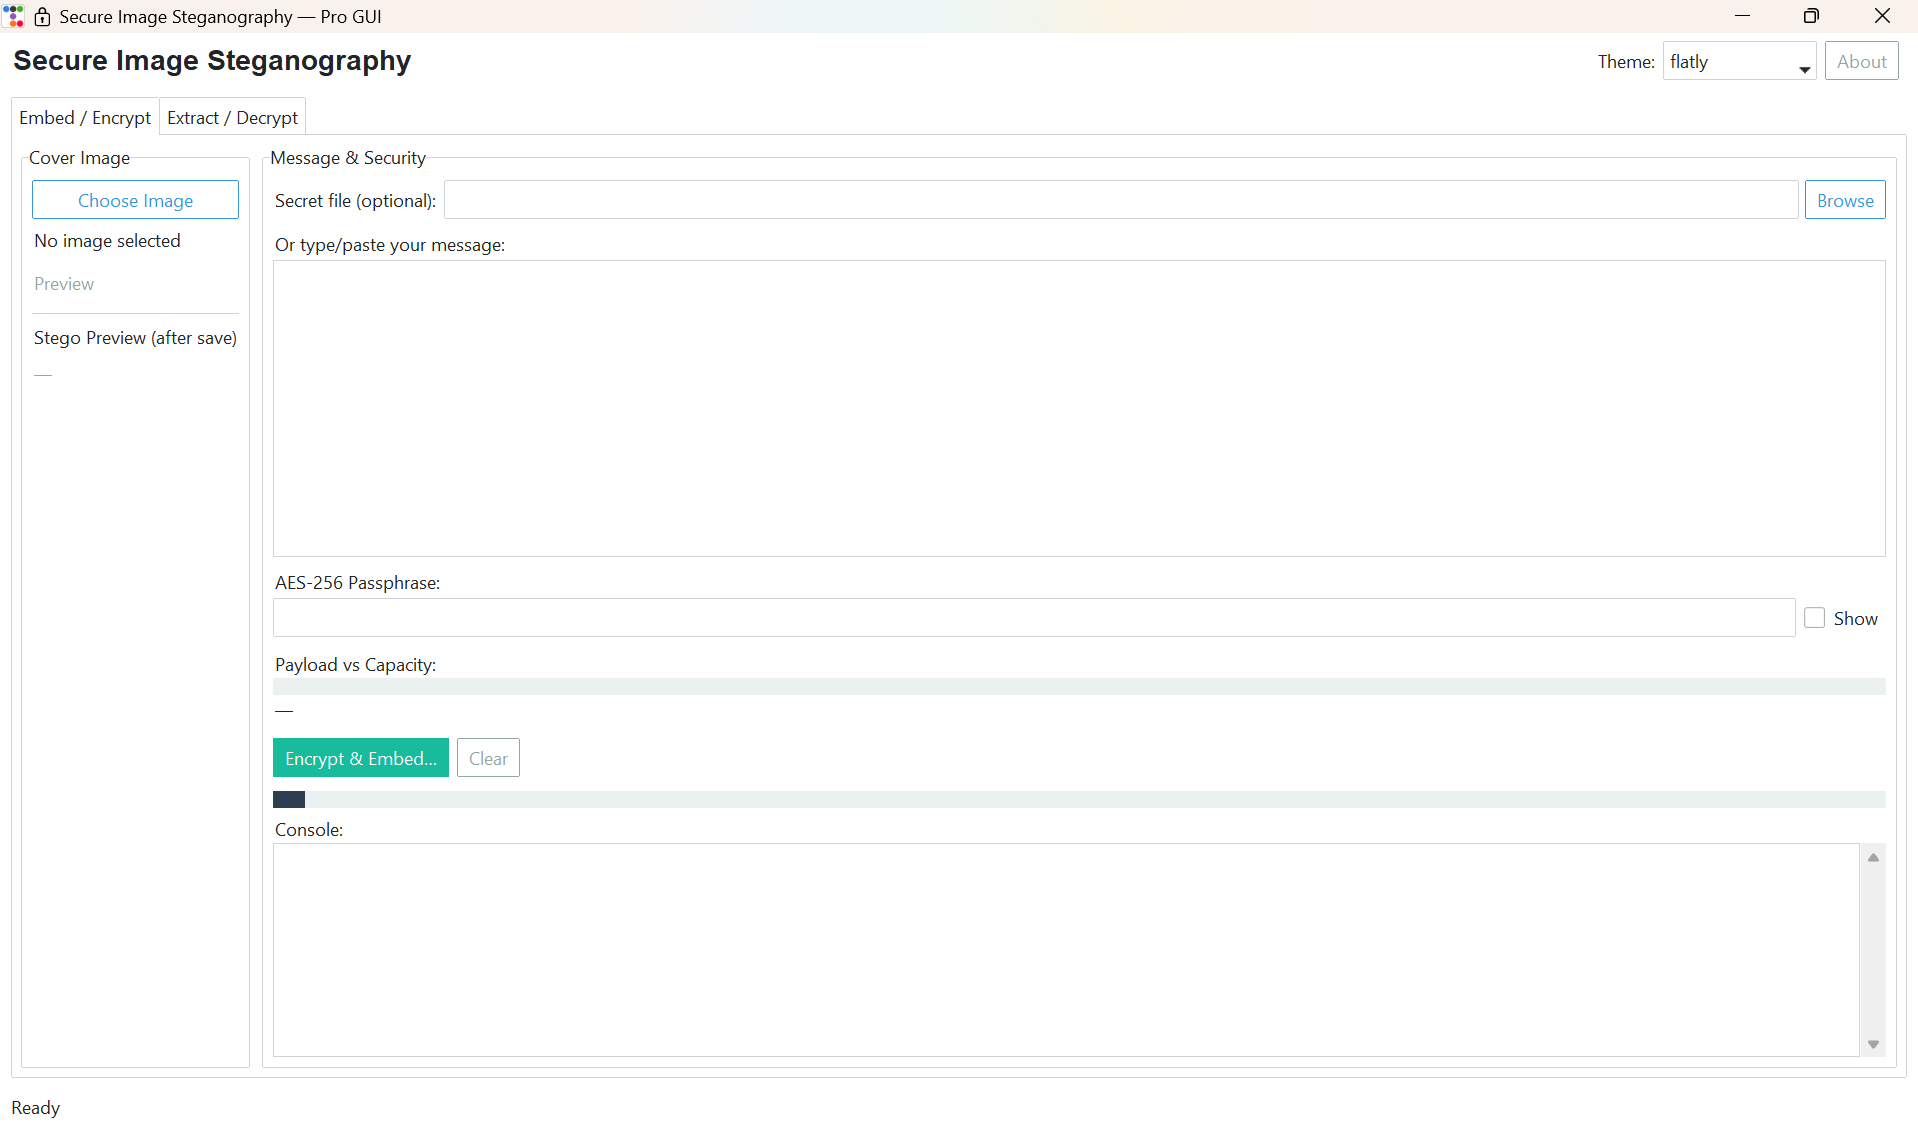 Secure Image Steganography — Pro GUI
Secure Image Steganography
Theme: flatly About
Embed / Encrypt Extract / Decrypt
Cover Image
Choose Image
No image selected
Preview
Stego Preview (after save)
—
Message & Security
Secret file (optional): Browse
Or type/paste your message:
AES-256 Passphrase:
Show
Payload vs Capacity:
—
Encrypt & Embed... Clear
Console:
Ready